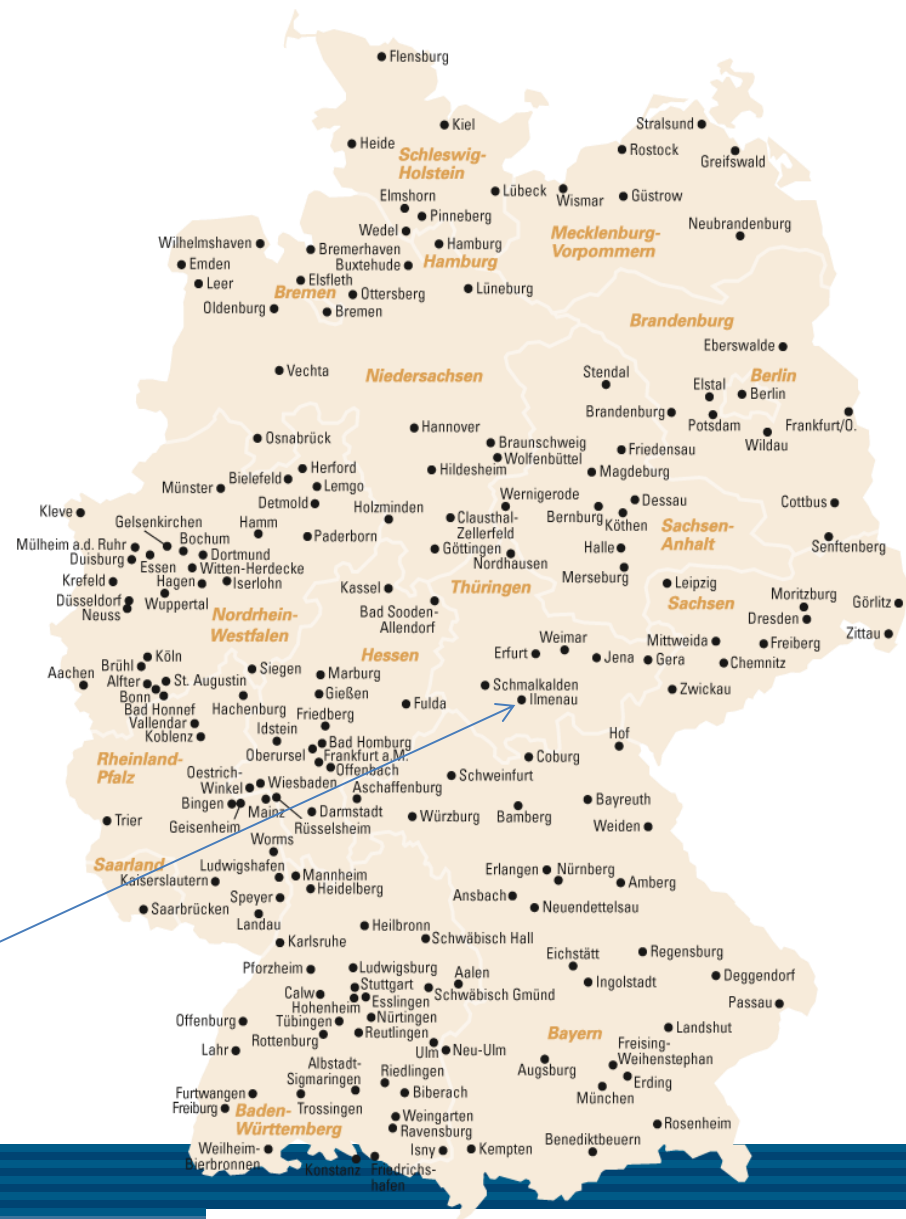 Flensburg
Kiel
Stralsund
Heide
Rostock
Greifswald
Schleswig-
Holstein
Lübeck
Wismar
Güstrow
Elmshorn
Pinneberg
Neubrandenburg
Wedel
Mecklenburg-
Vorpommern
Wilhelmshaven
Bremerhaven
Hamburg
Buxtehude
Hamburg
Emden
Leer
Elsfleth
Bremen
Ottersberg
Lüneburg
Oldenburg
Bremen
Brandenburg
Eberswalde
Vechta
Niedersachsen
Stendal
Berlin
Elstal
Berlin
Brandenburg
Potsdam
Frankfurt/O.
Wildau
Hannover
Osnabrück
Braunschweig
Wolfenbüttel
Friedensau
Herford
Hildesheim
Magdeburg
Bielefeld
Lemgo
Münster
Detmold
Holzminden
Wernigerode
Dessau
Cottbus
Kleve
Gelsenkirchen
Hamm
Clausthal-
Zellerfeld
Bernburg
Köthen
Sachsen-
Anhalt
Mülheim a.d. Ruhr
Bochum
Paderborn
Göttingen
Halle
Senftenberg
Duisburg
Essen
Dortmund
Witten-Herdecke
Nordhausen
Merseburg
Krefeld
Hagen
Iserlohn
Kassel
Thüringen
Leipzig
Düsseldorf
Wuppertal
Neuss
Bad Sooden-
Allendorf
Sachsen
Moritzburg
Görlitz
Nordrhein-
Westfalen
Dresden
Zittau
Weimar
Mittweida
Freiberg
Hessen
Erfurt
Jena
Gera
Chemnitz
Köln
Brühl
Siegen
Marburg
Aachen
Alfter
St. Augustin
Schmalkalden
Zwickau
Bonn
Gießen
Ilmenau
Bad Honnef
Hachenburg
Fulda
Vallendar
Friedberg
Koblenz
Idstein
Bad Homburg
Hof
Oberursel
Frankfurt a.M.
Coburg
Rheinland-
Pfalz
Offenbach
Oestrich-
Winkel
Wiesbaden
Aschaffenburg
Schweinfurt
Bingen
Mainz
Darmstadt
Würzburg
Bamberg
Bayreuth
Trier
Geisenheim
Rüsselsheim
Weiden
Worms
Saarland
Ludwigshafen
Mannheim
Erlangen
Nürnberg
Kaiserslautern
Heidelberg
Amberg
Speyer
Ansbach
Saarbrücken
Neuendettelsau
Landau
Heilbronn
Karlsruhe
Schwäbisch Hall
Regensburg
Eichstätt
Pforzheim
Ludwigsburg
Aalen
Deggendorf
Stuttgart
Ingolstadt
Calw
Schwäbisch Gmünd
Hohenheim
Esslingen
Passau
Offenburg
Tübingen
Nürtingen
Landshut
Rottenburg
Reutlingen
Bayern
Lahr
Ulm
Neu-Ulm
Freising-
Weihenstephan
Albstadt-
Sigmaringen
Riedlingen
Augsburg
Erding
Furtwangen
Biberach
München
Freiburg
Trossingen
Baden-
Württemberg
Weingarten
Ravensburg
Rosenheim
Benediktbeuern
Weilheim-
Bierbronnen
Isny
Kempten
Konstanz
Friedrichs-
hafen